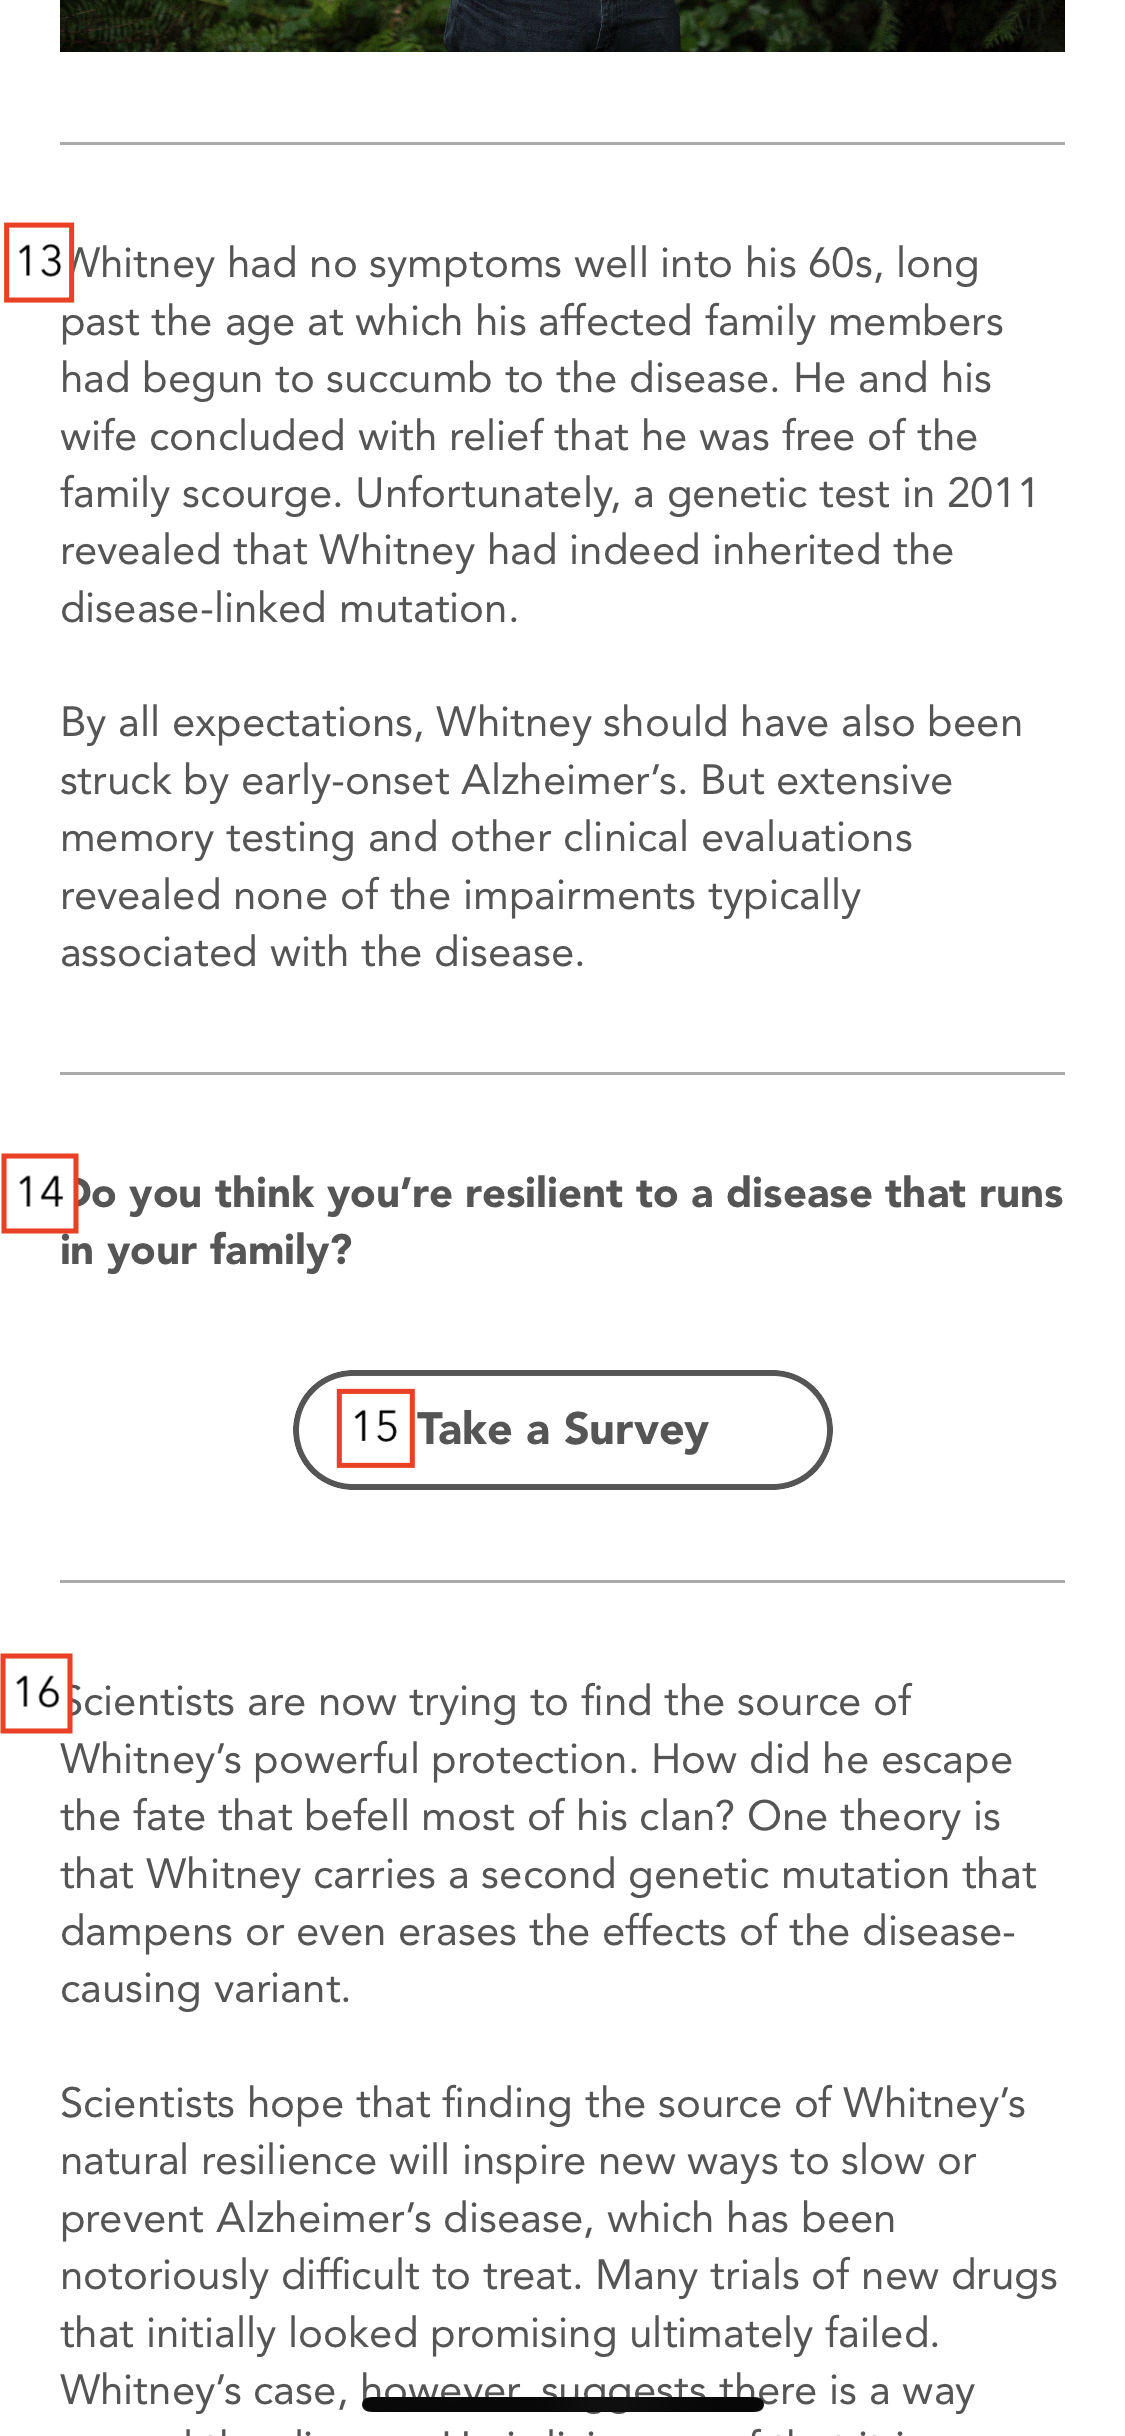 13 Whitney had no symptoms well into his 60s, long
past the age at which his affected family members
had begun to succumb to the disease. He and his
wife concluded with relief that he was free of the
family scourge. Unfortunately, a genetic test in 2011
revealed that Whitney had indeed inherited the
disease-linked mutation.
By all expectations, Whitney should have also been
struck by early-onset Alzheimer’s. But extensive
memory testing and other clinical evaluations
revealed none of the impairments typically
associated with the disease.
14 Do you think you’re resilient to a disease that runs
in your family?
15 Take a Survey
16 Scientists are now trying to find the source of
Whitney’s powerful protection. How did he escape
the fate that befell most of his clan? One theory is
that Whitney carries a second genetic mutation that
dampens or even erases the effects of the disease-
causing variant.
Scientists hope that finding the source of Whitney’s
natural resilience will inspire new ways to slow or
prevent Alzheimer’s disease, which has been
notoriously difficult to treat. Many trials of new drugs
that initially looked promising ultimately failed.
Whitney’s case, however, suggests there is a way